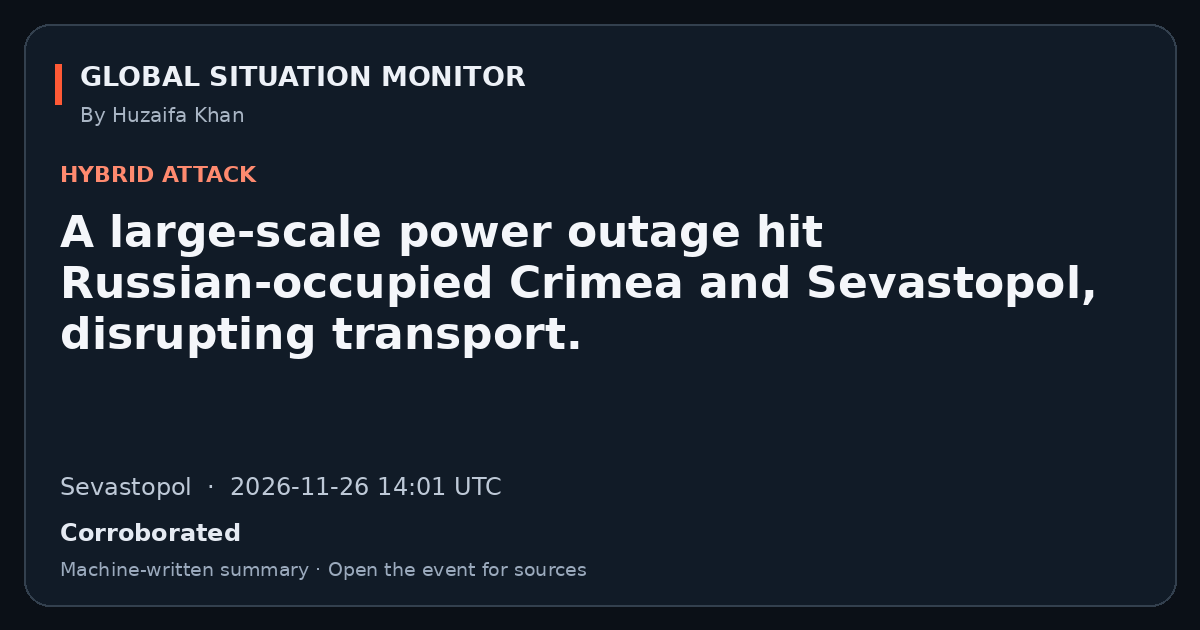 GLOBAL SITUATION MONITOR
By Huzaifa Khan
HYBRID ATTACK
A large-scale power outage hit
Russian-occupied Crimea and Sevastopol,
disrupting transport.
Sevastopol · 2026-11-26 14:01 UTC
Corroborated
Machine-written summary · Open the event for sources